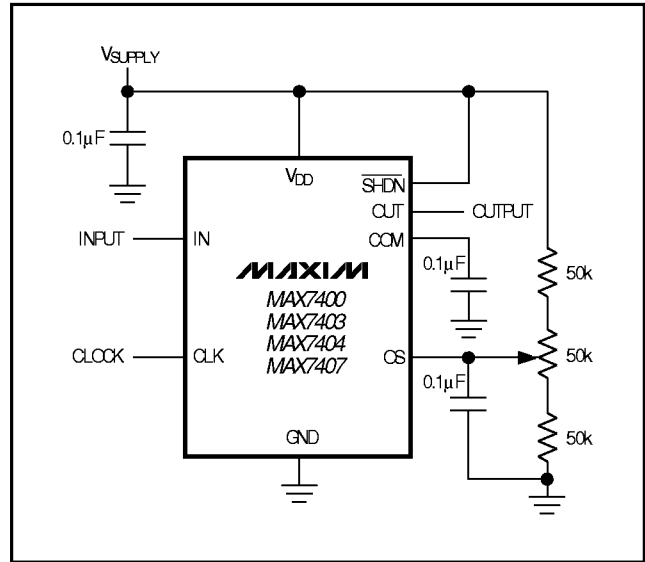 VSUPPLY
0.1µF
VDD
SHDN
OUT
OUTPUT
INPUT
IN
COM
MAXIM
0.1µF
50k
MAX7400
MAX7403
MAX7404
MAX7407
50k
CLOCK
CLK
OS
0.1µF
50k
GND